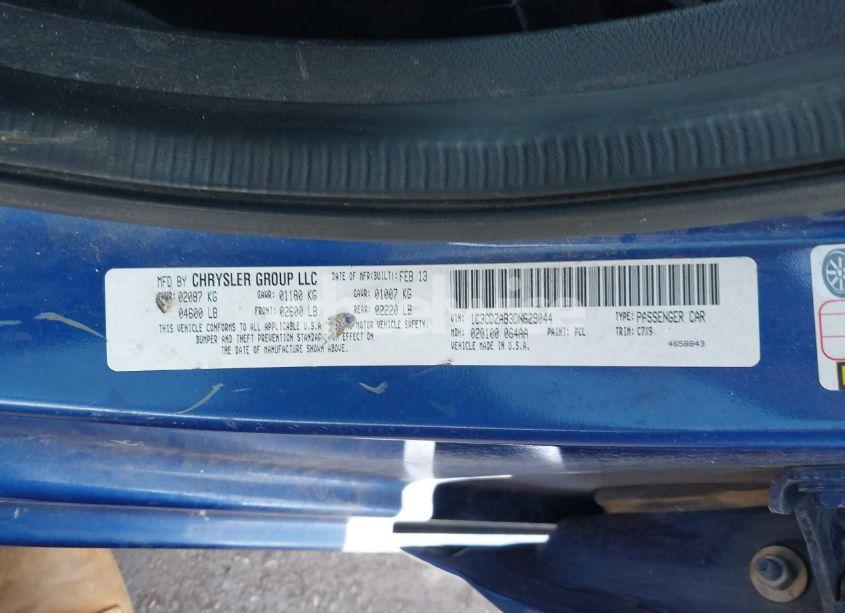 MFD BY CHRYSLER GROUP LLC DATE OF MFR(BUILT): FEB 13
GVWR: 02087 KG GAWR: 01180 KG GAWR: 01007 KG
04600 LB FRONT: 02600 LB REAR: 02220 LB
THIS VEHICLE CONFORMS TO ALL APPLICABLE U.S.A. MOTOR VEHICLE SAFETY,
BUMPER AND THEFT PREVENTION STANDARDS IN EFFECT ON
THE DATE OF MANUFACTURE SHOWN ABOVE.
VIN: 1C3CDZAB3DN629044 TYPE: PASSENGER CAR
MDH: 020100 064AA PAINT: PCL TRIM: C7X9
VEHICLE MADE IN U.S.A. 4658843